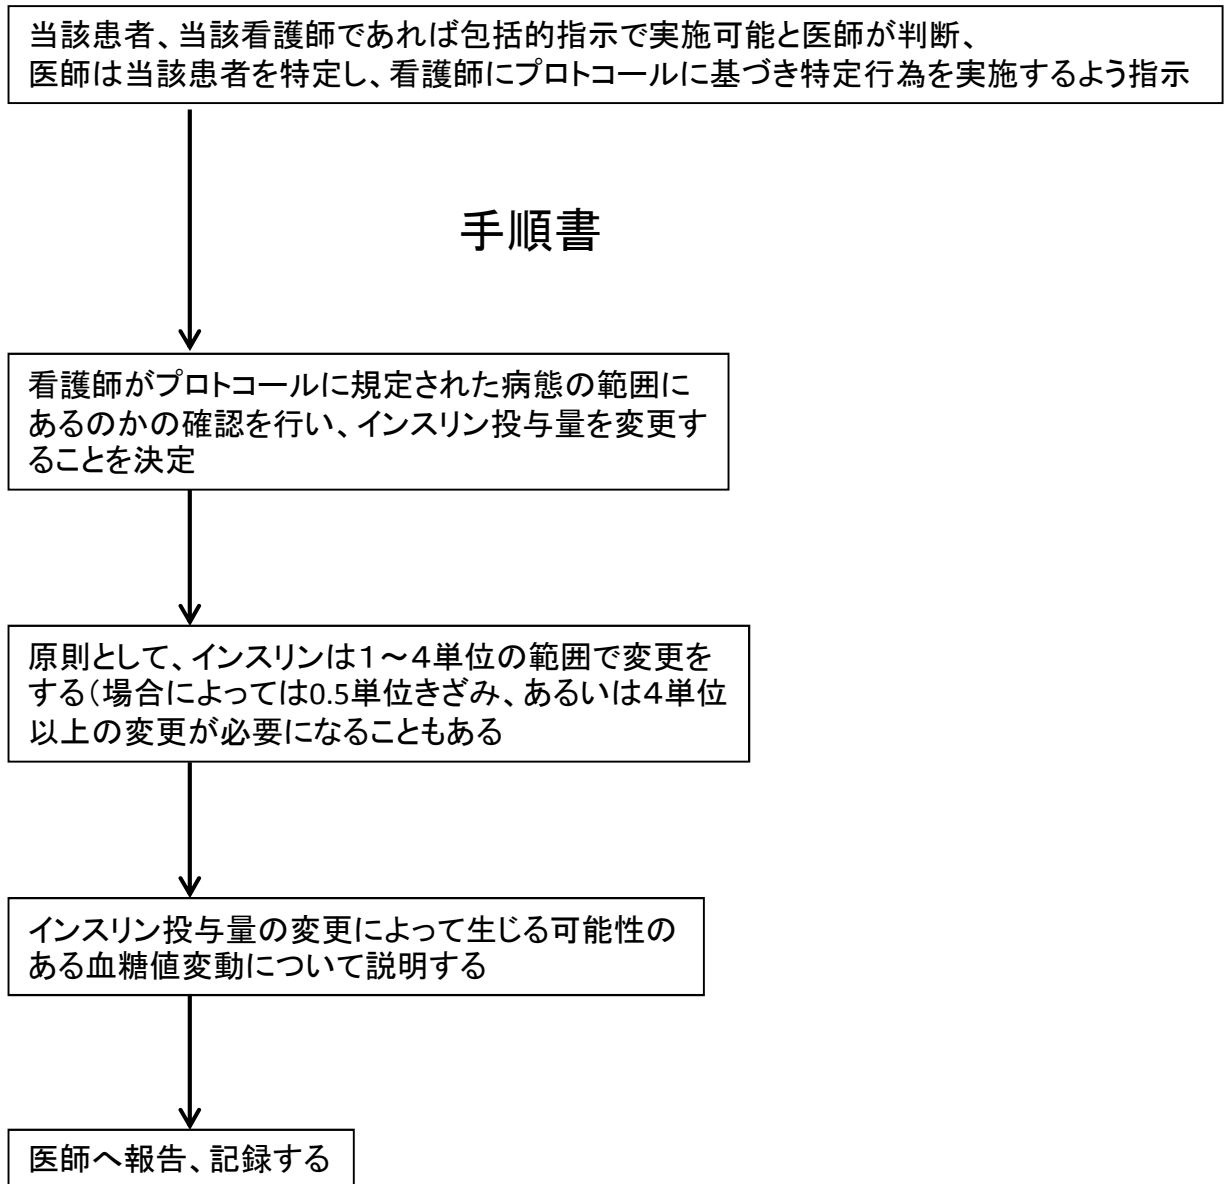 当該患者、当該看護師であれば包括的指示で実施可能と医師が判断、
医師は当該患者を特定し、看護師にプロトコールに基づき特定行為を実施するよう指示
手順書
看護師がプロトコールに規定された病態の範囲に
あるのかの確認を行い、インスリン投与量を変更す
ることを決定
原則として、インスリンは１～４単位の範囲で変更を
する（場合によっては0.5単位きざみ、あるいは４単位
以上の変更が必要になることもある
インスリン投与量の変更によって生じる可能性の
ある血糖値変動について説明する
医師へ報告、記録する